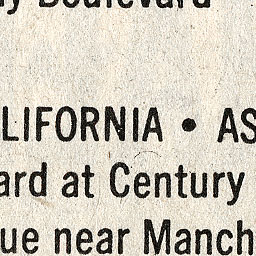 y Boulevard
LIFORNIA • AS
ard at Century
ue near Manch